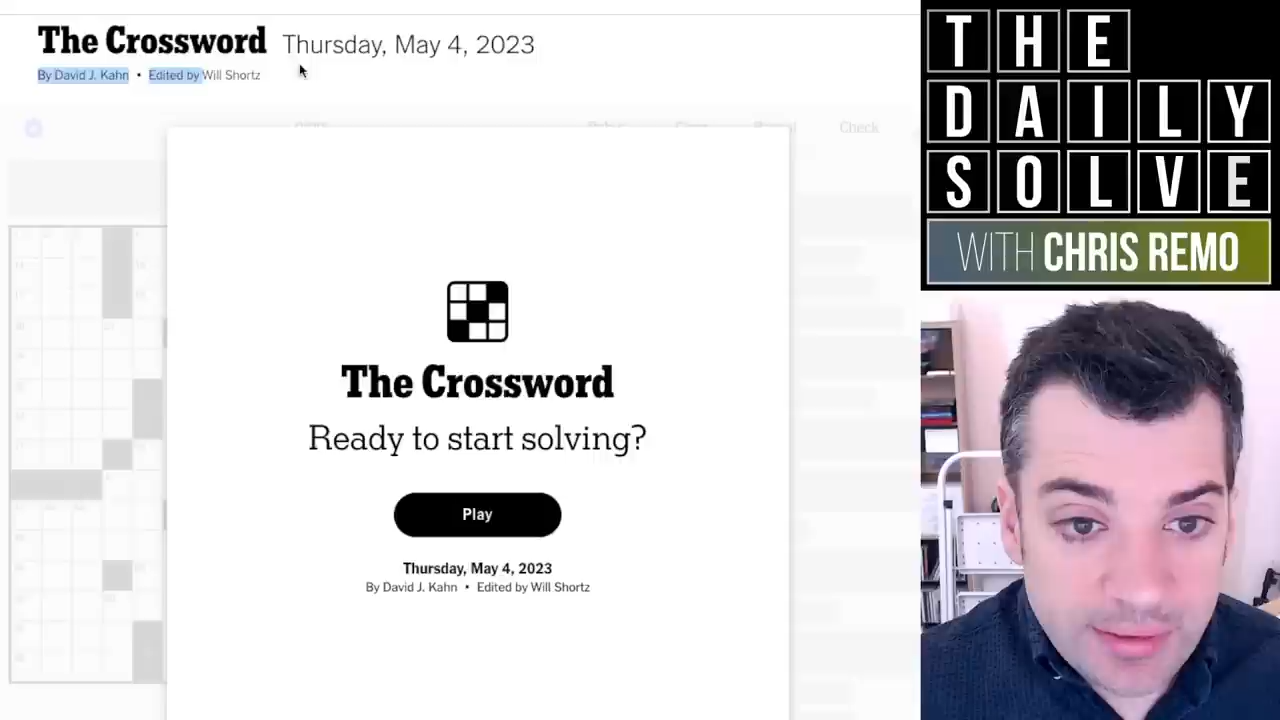 The Crossword Thursday, May 4, 2023
By David J. Kahn • Edited by Will Shortz
Check
The Crossword
Ready to start solving?
Play
Thursday, May 4, 2023
By David J. Kahn • Edited by Will Shortz
THE
DAILY
SOLVE
WITH CHRIS REMO